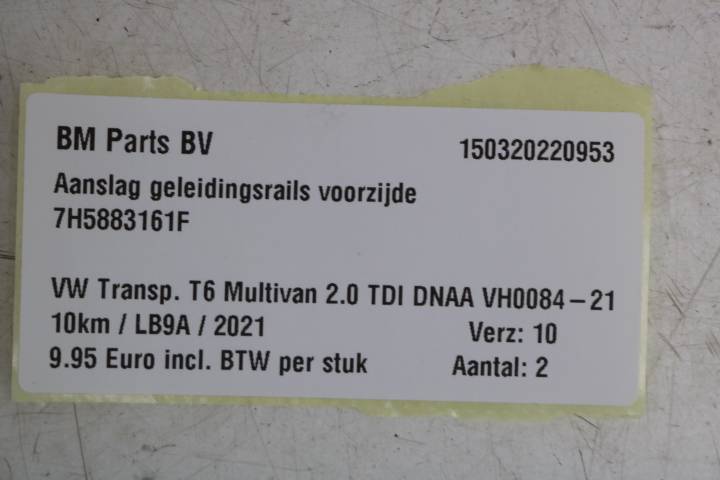 BM Parts BV 150320220953
Aanslag geleidingsrails voorzijde
7H5883161F
VW Transp. T6 Multivan 2.0 TDI DNAA VH0084-21
10km / LB9A / 2021 Verz: 10
9.95 Euro incl. BTW per stuk Aantal: 2